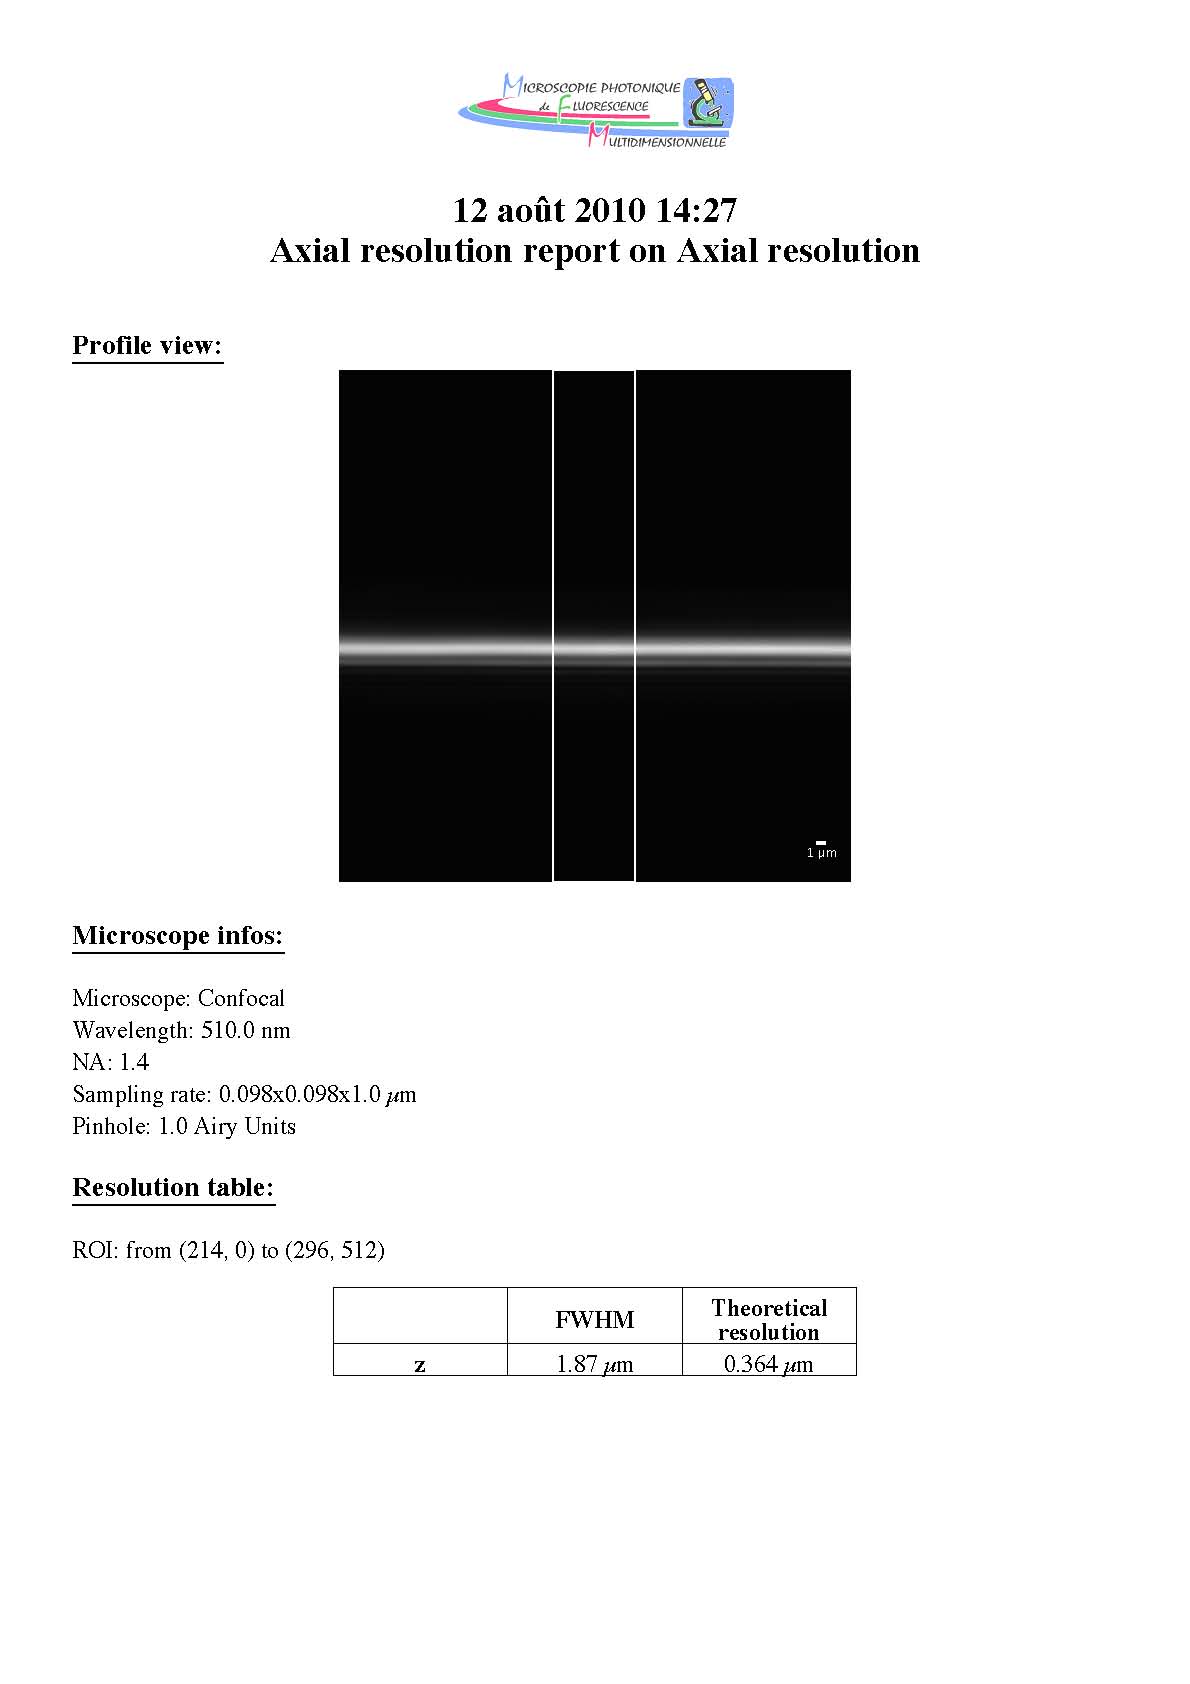 MICROSCOPIE PHOTONIQUE
de FLUORESCENCE
MULTIDIMENSIONNELLE
12 août 2010 14:27
Axial resolution report on Axial resolution
Profile view:
1 µm
Microscope infos:
Microscope: Confocal
Wavelength: 510.0 nm
NA: 1.4
Sampling rate: 0.098x0.098x1.0 µm
Pinhole: 1.0 Airy Units
Resolution table:
ROI: from (214, 0) to (296, 512)
FWHM
Theoretical
resolution
z 1.87 µm 0.364 µm